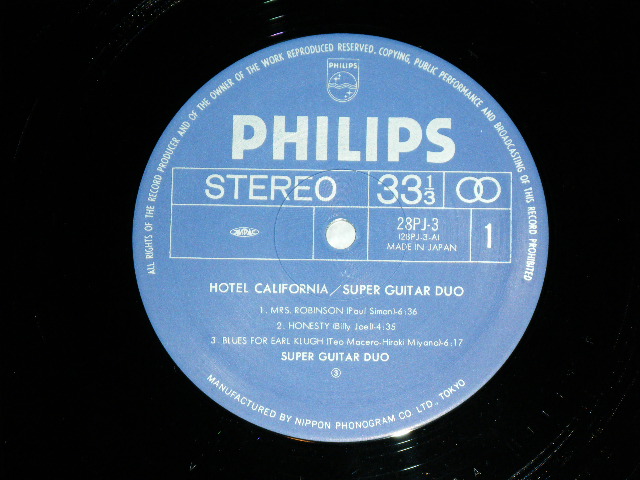 ALL RIGHTS OF THE RECORD PRODUCER AND OF THE OWNER OF THE WORK REPRODUCED RESERVED. COPYING, PUBLIC PERFORMANCE AND BROADCASTING OF THIS RECORD PROHIBITED
PHILIPS
PHILIPS
STEREO 33 1/3
28PJ-3
(28PJ-3-A)
MADE IN JAPAN
1
HOTEL CALIFORNIA/SUPER GUITAR DUO
1. MRS. ROBINSON (Paul Simon)-6:36
2. HONESTY (Billy Joel)-4:35
3. BLUES FOR EARL KLUGH (Teo Macero-Hiroki Miyano)-6:17
SUPER GUITAR DUO
③
MANUFACTURED BY NIPPON PHONOGRAM CO. LTD., TOKYO